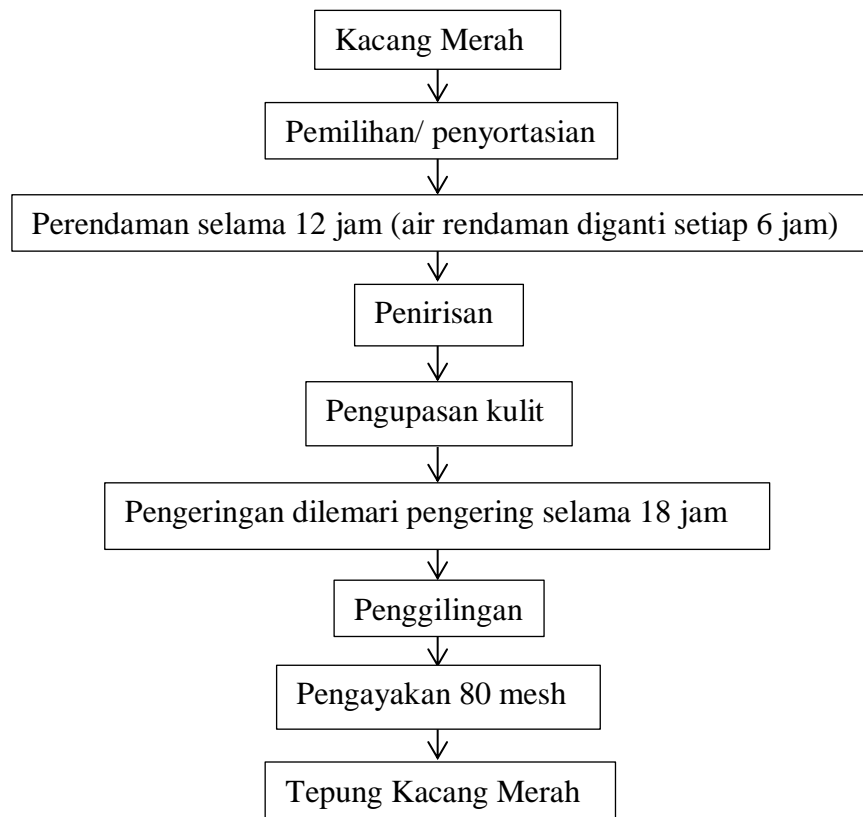 Kacang Merah
Pemilihan/ penyortasian
Perendaman selama 12 jam (air rendaman diganti setiap 6 jam)
Penirisan
Pengupasan kulit
Pengeringan dilemari pengering selama 18 jam
Penggilingan
Pengayakan 80 mesh
Tepung Kacang Merah